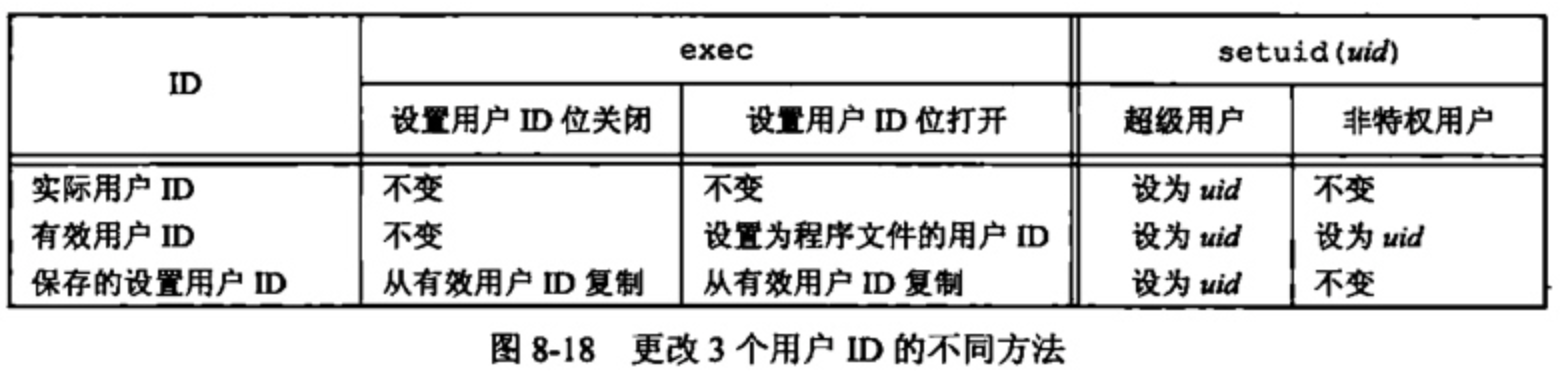 ID exec setuid(uid)
设置用户 ID 位关闭 设置用户 ID 位打开 超级用户 非特权用户
实际用户 ID 不变 不变 设为 uid 不变
有效用户 ID 不变 设置为程序文件的用户 ID 设为 uid 设为 uid
保存的设置用户 ID 从有效用户 ID 复制 从有效用户 ID 复制 设为 uid 不变
图 8-18 更改 3 个用户 ID 的不同方法